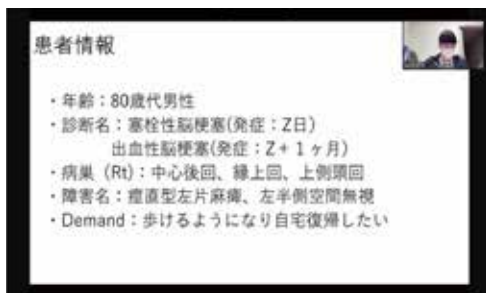 患者情報
・年齢：80歳代男性
・診断名：塞栓性脳梗塞(発症：Z日)
出血性脳梗塞(発症：Z+1ヶ月)
・病巣（Rt）：中心後回、縁上回、上側頭回
・障害名：痙直型左片麻痺、左半側空間無視
・Demand：歩けるようになり自宅復帰したい